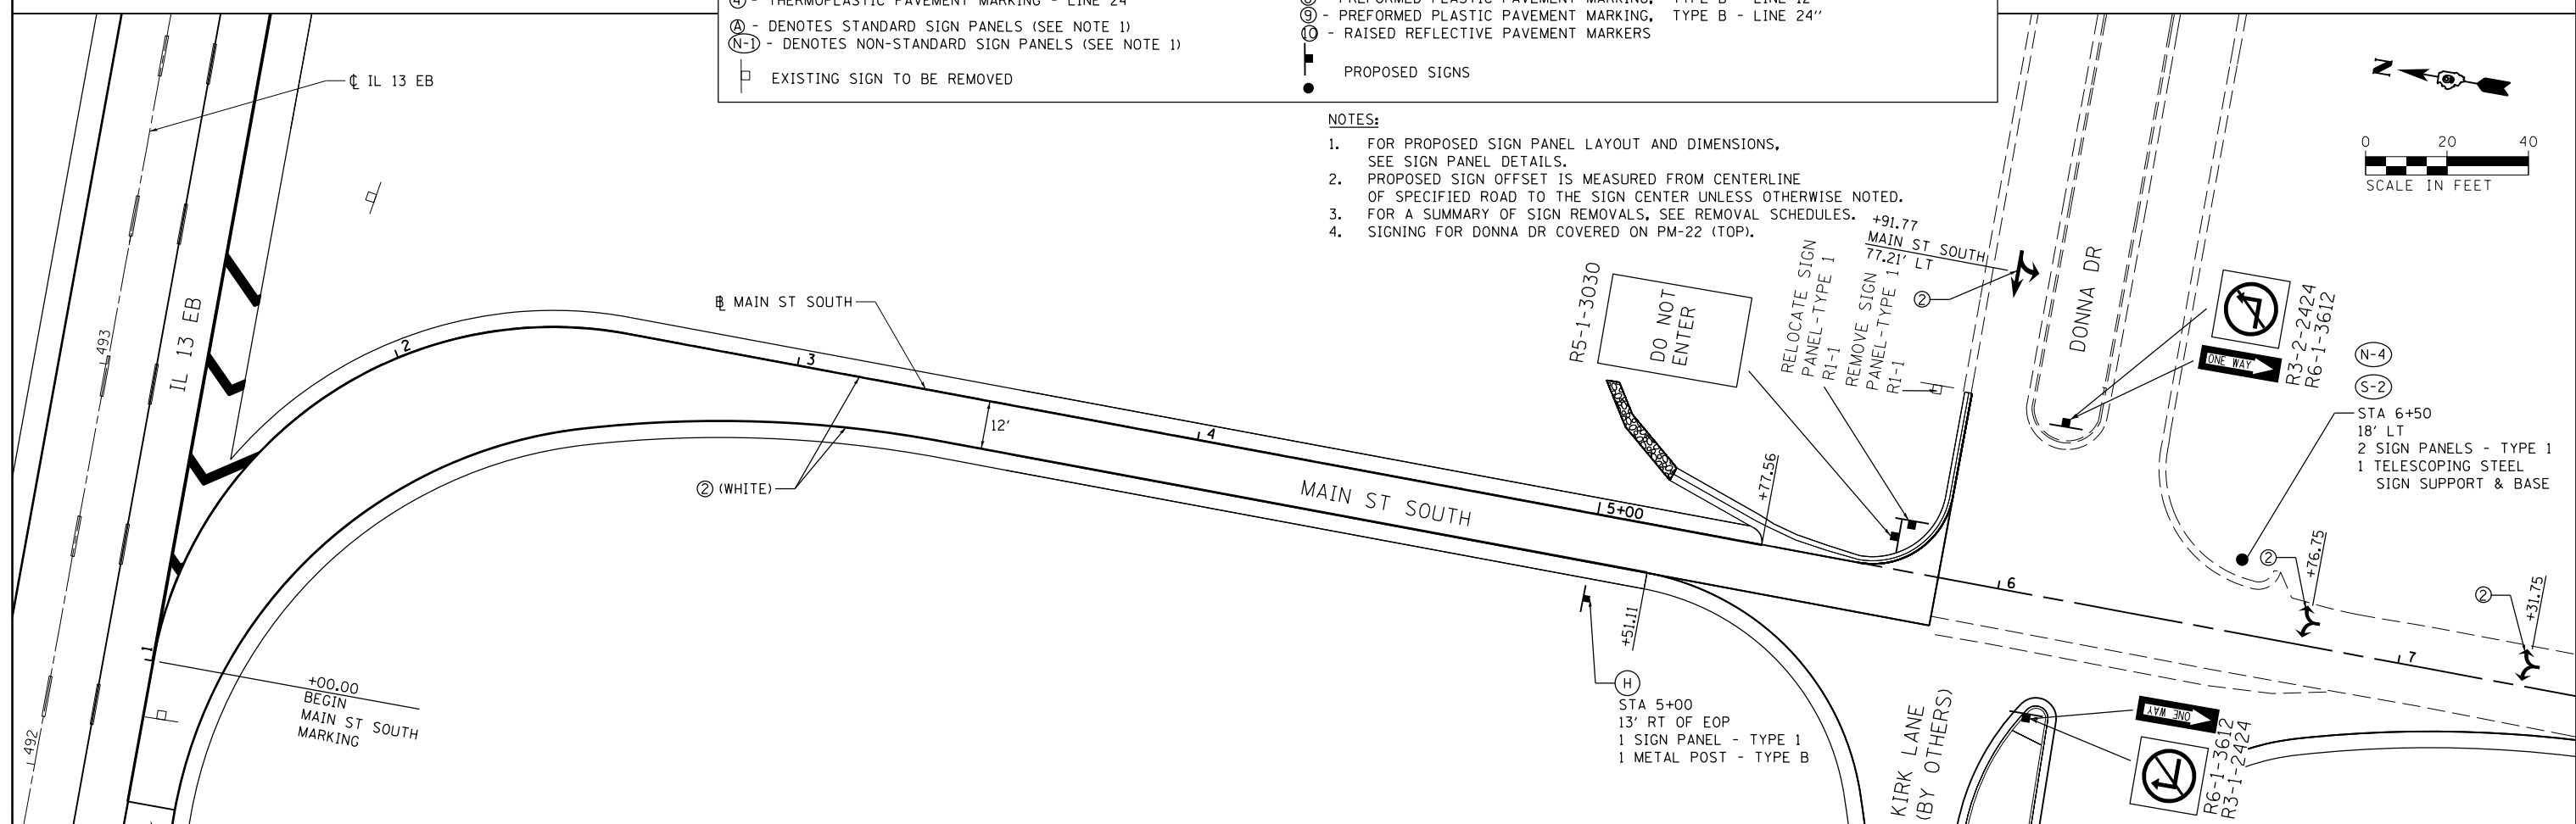 ④ - THERMOPLASTIC PAVEMENT MARKING - LINE 24"
Ⓐ - DENOTES STANDARD SIGN PANELS (SEE NOTE 1)
N-1 - DENOTES NON-STANDARD SIGN PANELS (SEE NOTE 1)
EXISTING SIGN TO BE REMOVED
⑧ - PREFORMED PLASTIC PAVEMENT MARKING, TYPE B - LINE 12"
⑨ - PREFORMED PLASTIC PAVEMENT MARKING, TYPE B - LINE 24"
⑩ - RAISED REFLECTIVE PAVEMENT MARKERS
PROPOSED SIGNS
NOTES:
1. FOR PROPOSED SIGN PANEL LAYOUT AND DIMENSIONS,
SEE SIGN PANEL DETAILS.
2. PROPOSED SIGN OFFSET IS MEASURED FROM CENTERLINE
OF SPECIFIED ROAD TO THE SIGN CENTER UNLESS OTHERWISE NOTED.
3. FOR A SUMMARY OF SIGN REMOVALS, SEE REMOVAL SCHEDULES.
4. SIGNING FOR DONNA DR COVERED ON PM-22 (TOP).
N
0 20 40
SCALE IN FEET
℄ IL 13 EB
IL 13 EB
493
492
1
2
3
4
5+00
6
7
MAIN ST SOUTH
② (WHITE)
12'
MAIN ST SOUTH
+00.00
BEGIN
MAIN ST SOUTH
MARKING
R5-1-3030
DO NOT
ENTER
RELOCATE SIGN
PANEL-TYPE 1
R1-1
REMOVE SIGN
PANEL-TYPE 1
R1-1
+91.77
MAIN ST SOUTH
77.21' LT
②
DONNA DR
ONE WAY
R3-2-2424
R6-1-3612
N-4
S-2
STA 6+50
18' LT
2 SIGN PANELS - TYPE 1
1 TELESCOPING STEEL
SIGN SUPPORT & BASE
+77.56
+51.11
②
+76.75
②
+31.75
H
STA 5+00
13' RT OF EOP
1 SIGN PANEL - TYPE 1
1 METAL POST - TYPE B
KIRK LANE
(BY OTHERS)
ONE WAY
R6-1-3612
R3-1-2424